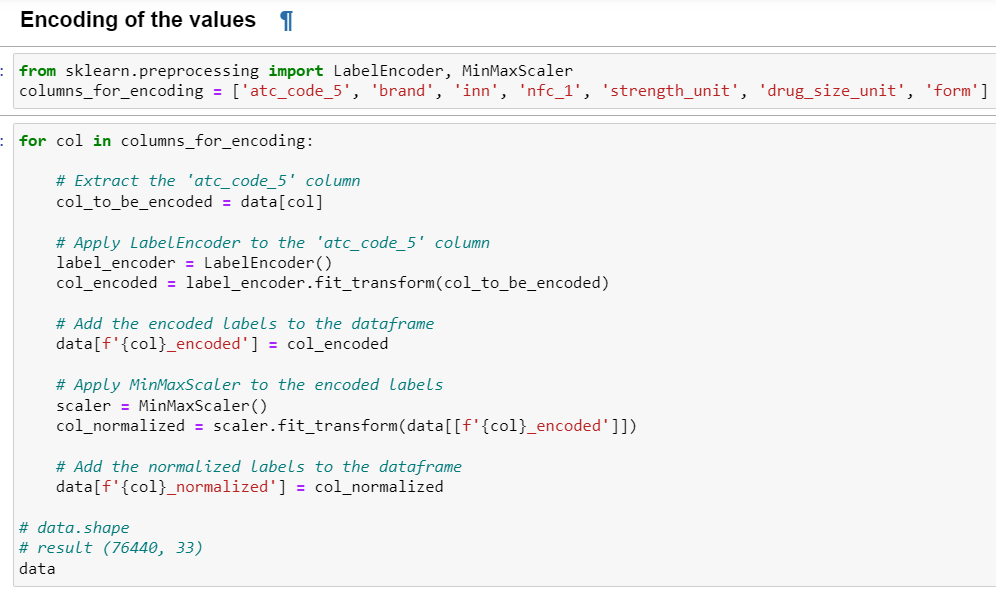 Encoding of the values ¶
from sklearn.preprocessing import LabelEncoder, MinMaxScaler
columns_for_encoding = ['atc_code_5', 'brand', 'inn', 'nfc_1', 'strength_unit', 'drug_size_unit', 'form']
for col in columns_for_encoding:
    # Extract the 'atc_code_5' column
    col_to_be_encoded = data[col]
    # Apply LabelEncoder to the 'atc_code_5' column
    label_encoder = LabelEncoder()
    col_encoded = label_encoder.fit_transform(col_to_be_encoded)
    # Add the encoded labels to the dataframe
    data[f'{col}_encoded'] = col_encoded
    # Apply MinMaxScaler to the encoded labels
    scaler = MinMaxScaler()
    col_normalized = scaler.fit_transform(data[[f'{col}_encoded']])
    # Add the normalized labels to the dataframe
    data[f'{col}_normalized'] = col_normalized
# data.shape
# result (76440, 33)
data